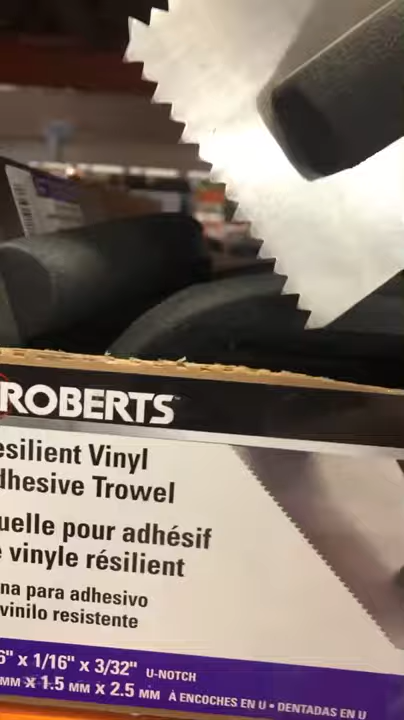 ROBERTS
esilient Vinyl
dhesive Trowel
uelle pour adhésif
vinyle résilient
na para adhesivo
vinilo resistente
6" x 1/16" x 3/32" U-NOTCH
MM x 1.5 MM x 2.5 MM À ENCOCHES EN U • DENTADAS EN U